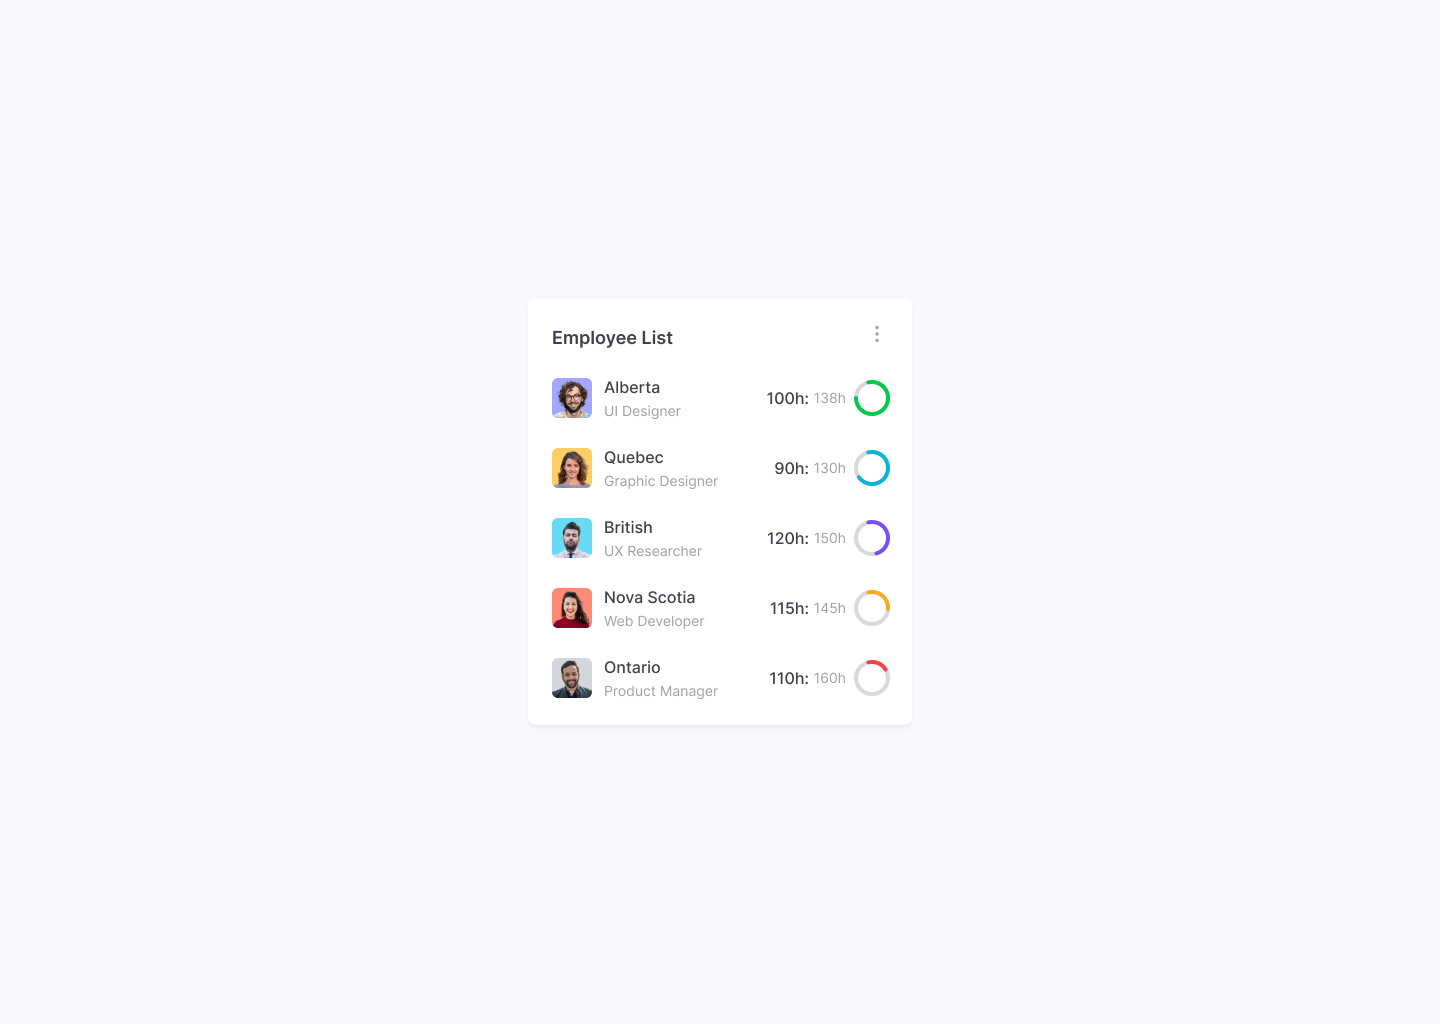 Employee List
Alberta
UI Designer
100h: 138h
Quebec
Graphic Designer
90h: 130h
British
UX Researcher
120h: 150h
Nova Scotia
Web Developer
115h: 145h
Ontario
Product Manager
110h: 160h